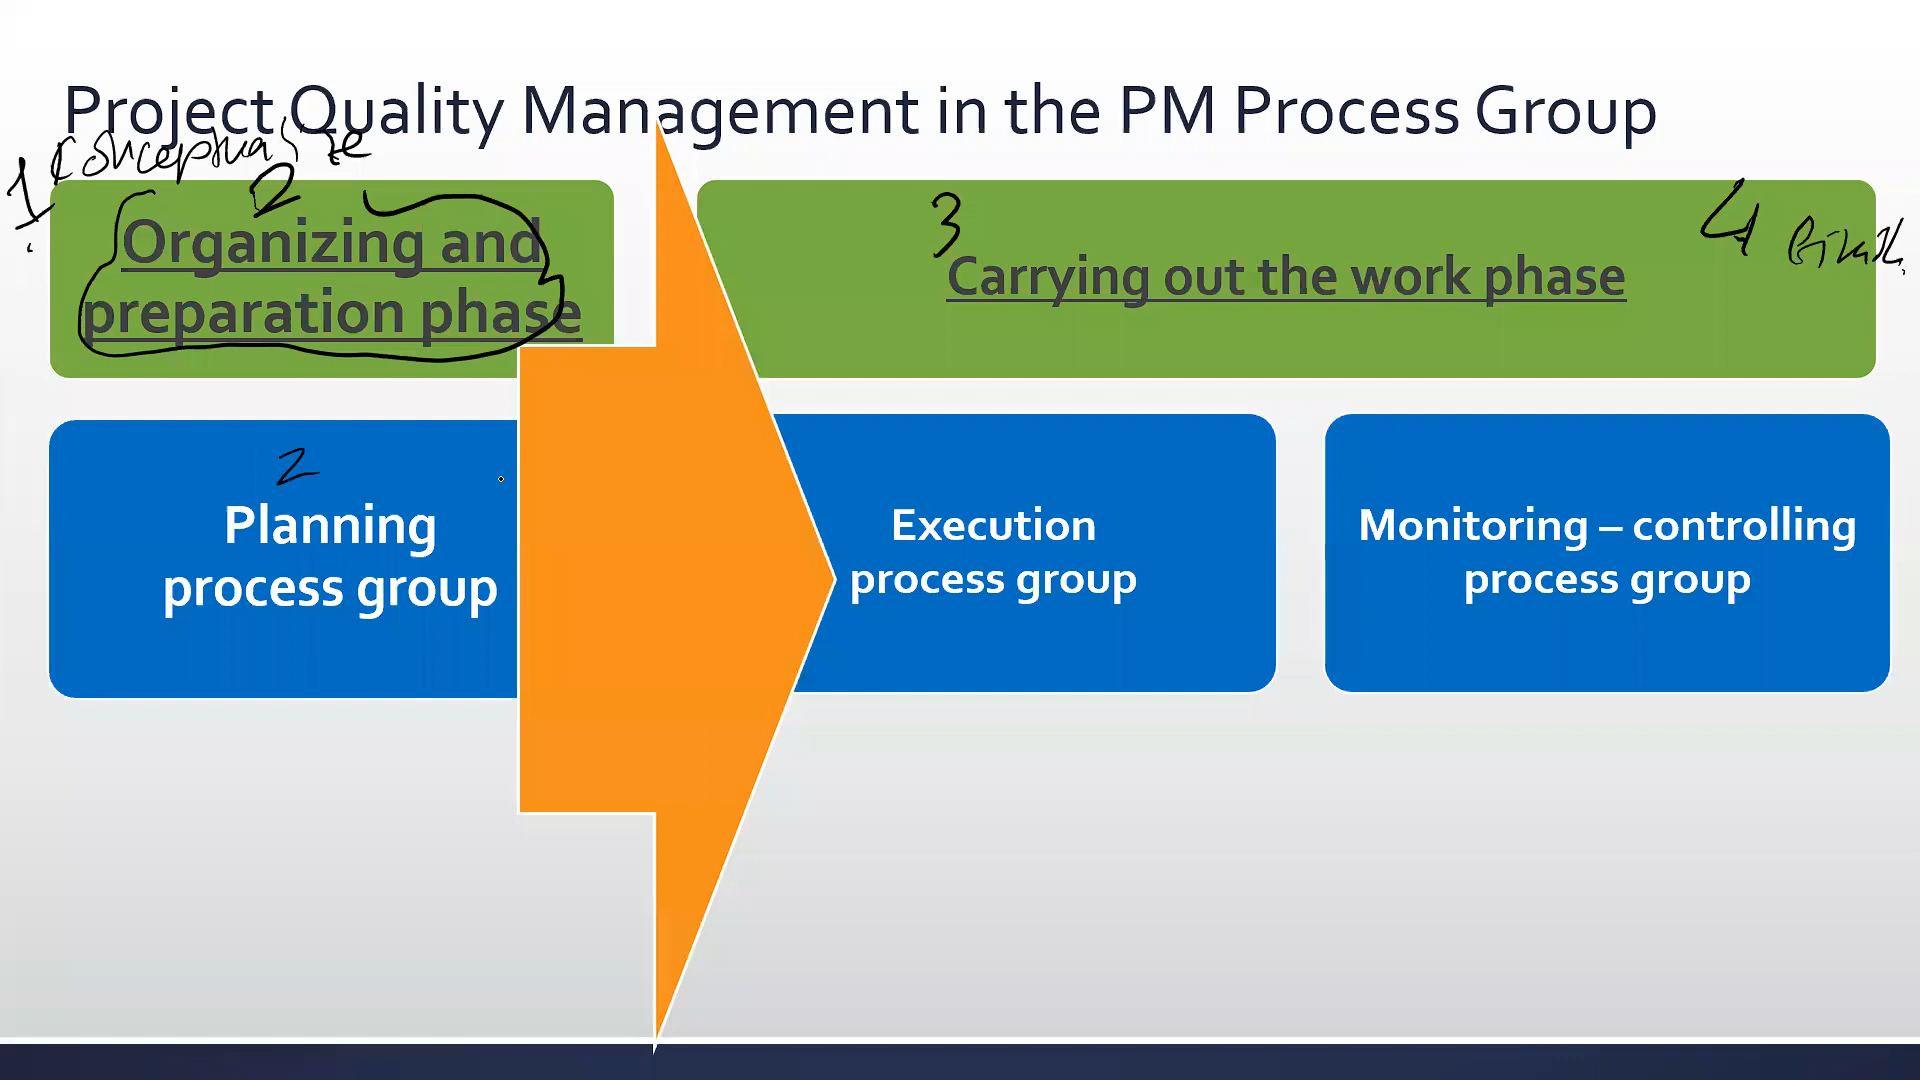 Project Quality Management in the PM Process Group
1 Conceptualize
2
Organizing and
preparation phase
3
Carrying out the work phase
4
2
Planning
process group
Execution
process group
Monitoring – controlling
process group